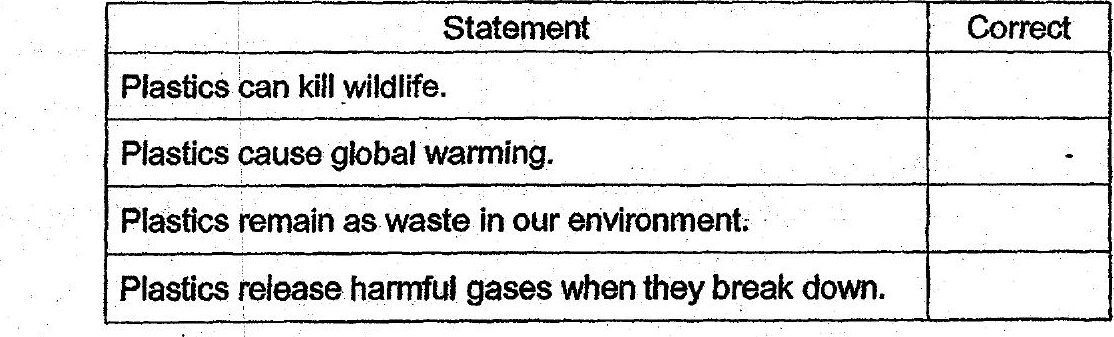 Statement Correct
Plastics can kill wildlife.
Plastics cause global warming.
Plastics remain as waste in our environment.
Plastics release harmful gases when they break down.